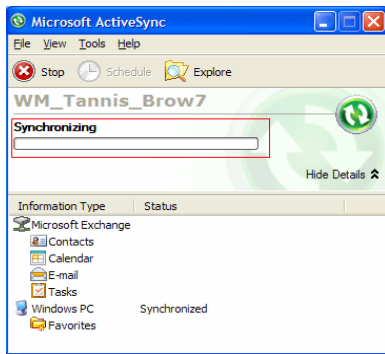 Microsoft ActiveSync
File View Tools Help
Stop Schedule Explore
WM_Tannis_Brow7
Synchronizing
Hide Details
Information Type Status
Microsoft Exchange
Contacts
Calendar
E-mail
Tasks
Windows PC Synchronized
Favorites